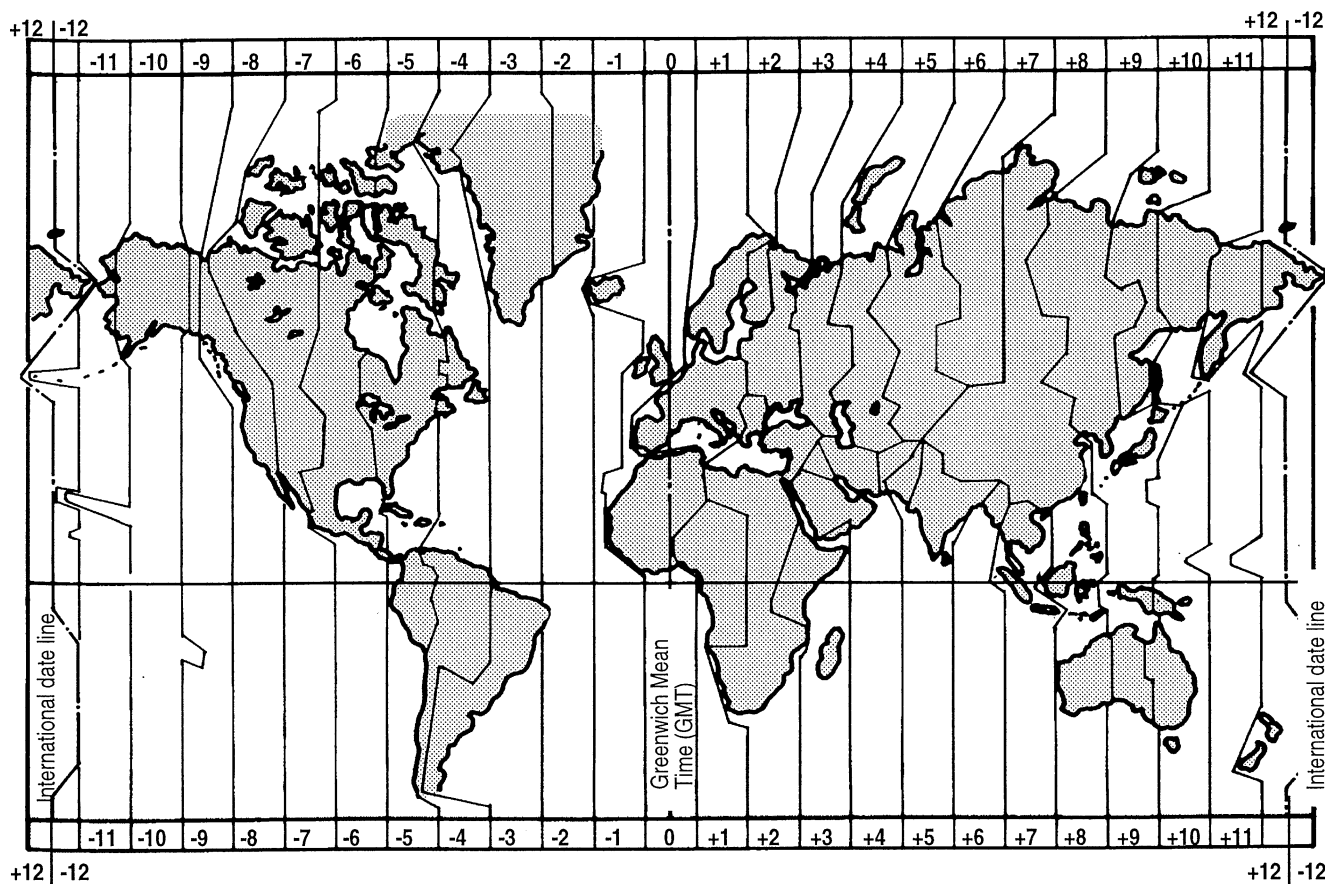 +12 -12 +12 -12
-11 -10 -9 -8 -7 -6 -5 -4 -3 -2 -1 0 +1 +2 +3 +4 +5 +6 +7 +8 +9 +10 +11
International date line
Greenwich Mean
Time (GMT)
International date line
-11 -10 -9 -8 -7 -6 -5 -4 -3 -2 -1 0 +1 +2 +3 +4 +5 +6 +7 +8 +9 +10 +11
+12 -12 +12 -12